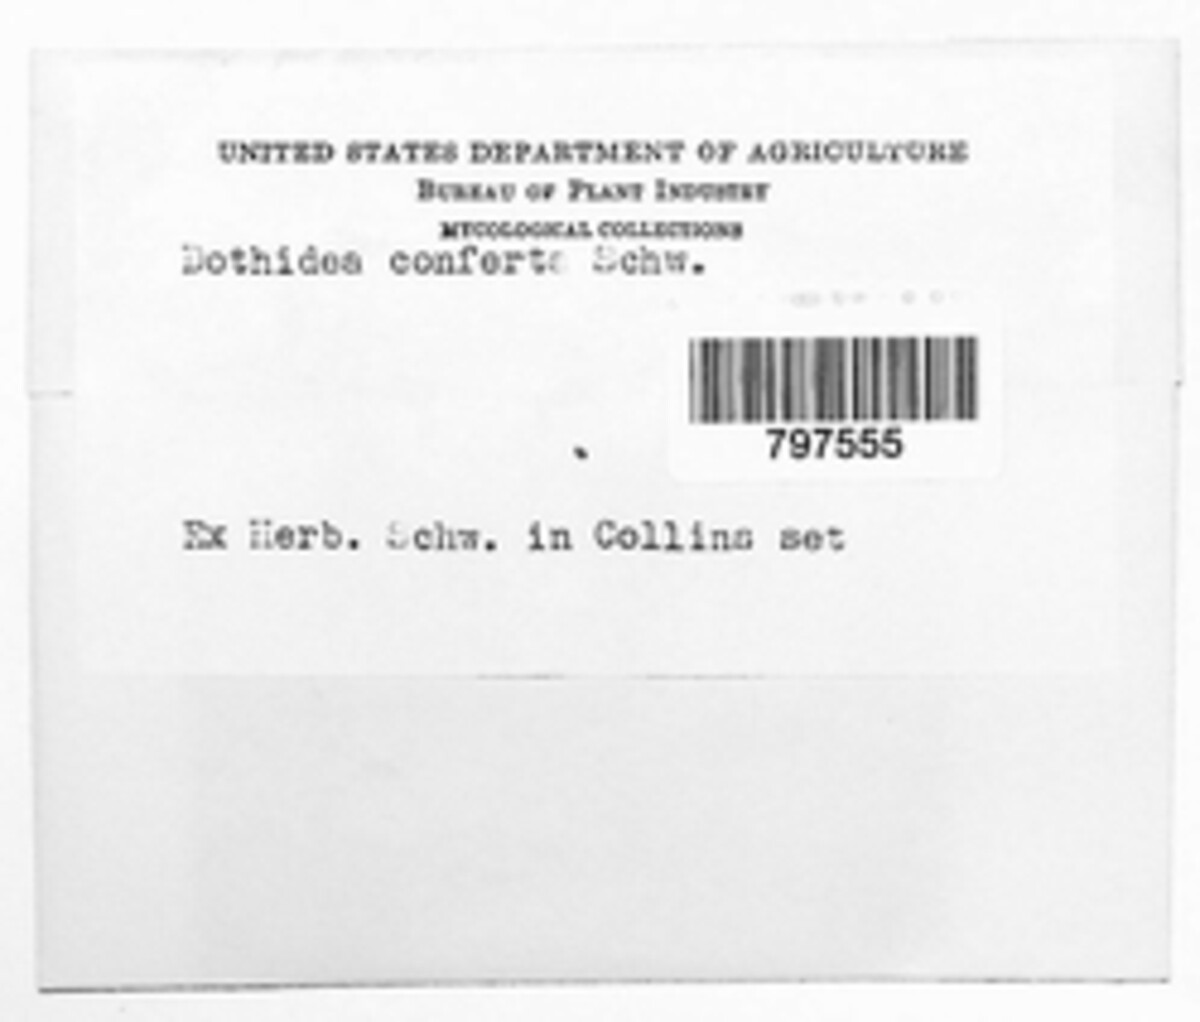 UNITED STATES DEPARTMENT OF AGRICULTURE
BUREAU OF PLANT INDUSTRY
MYCOLOGICAL COLLECTIONS
Dothidea conferta Schw.
797555
Ex Herb. Schw. in Collins set